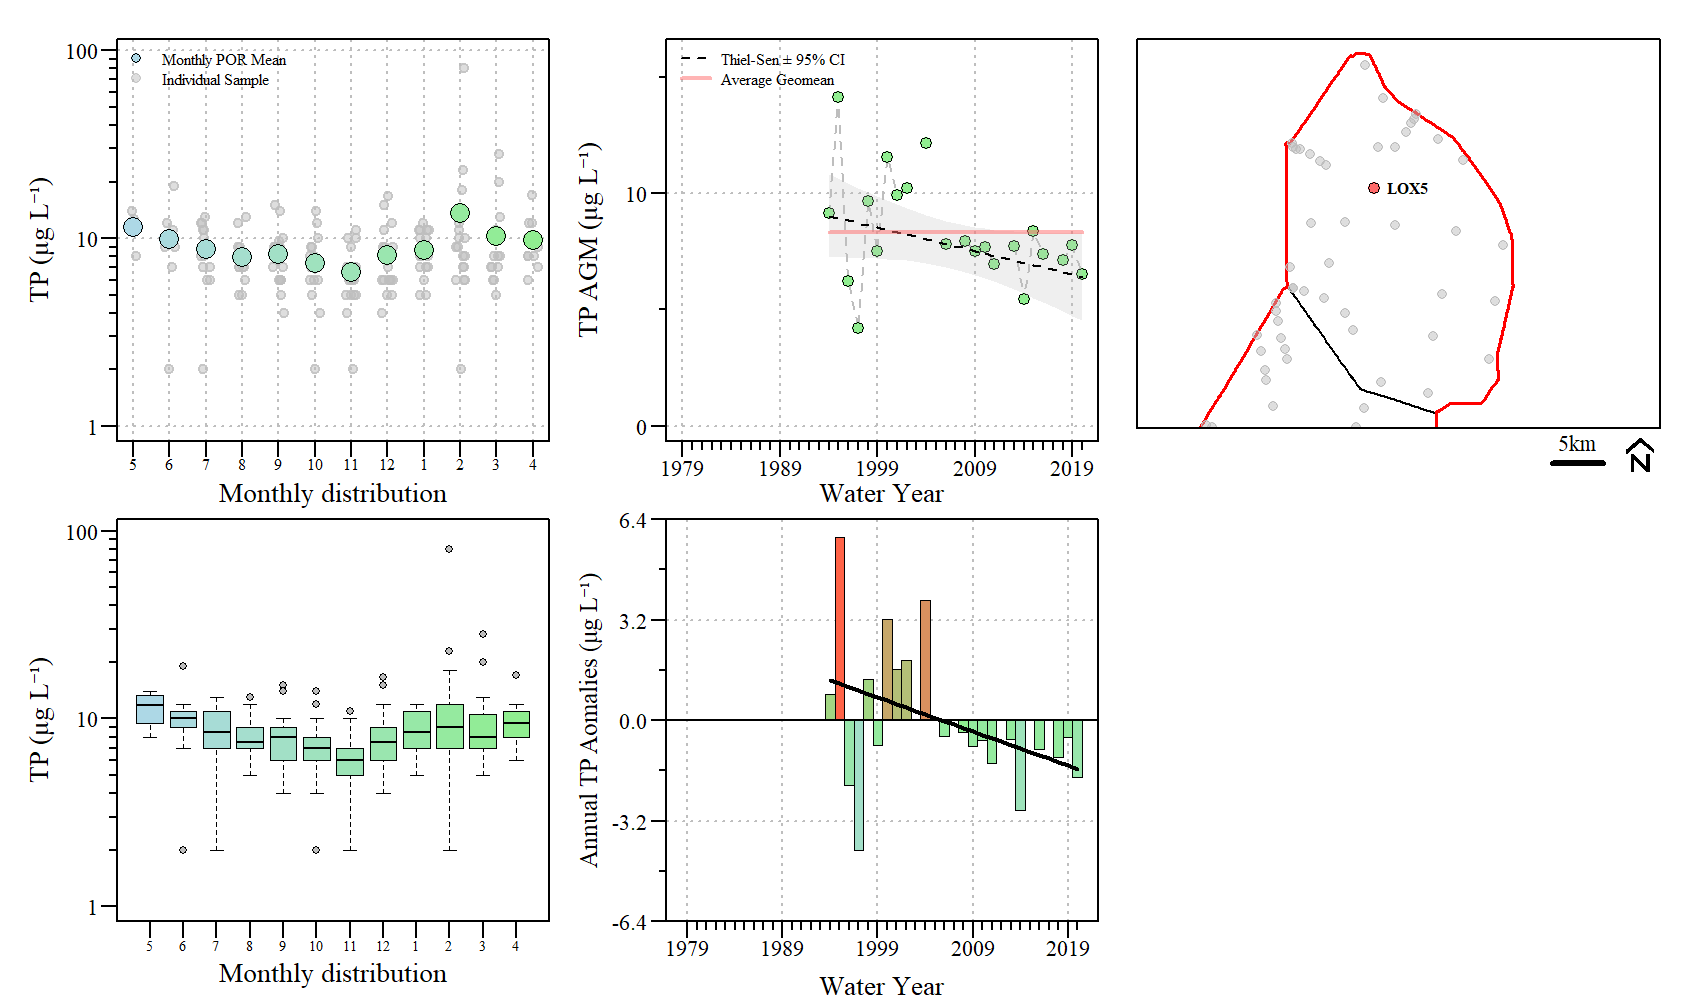 100
10
1
TP (µg L⁻¹)
Monthly POR Mean
Individual Sample
5 6 7 8 9 10 11 12 1 2 3 4
Monthly distribution
10
0
TP AGM (µg L⁻¹)
Thiel-Sen ± 95% CI
Average Geomean
1979 1989 1999 2009 2019
Water Year
LOX5
5km
N
100
10
1
TP (µg L⁻¹)
5 6 7 8 9 10 11 12 1 2 3 4
Monthly distribution
6.4
3.2
0.0
-3.2
-6.4
Annual TP Aomalies (µg L⁻¹)
1979 1989 1999 2009 2019
Water Year